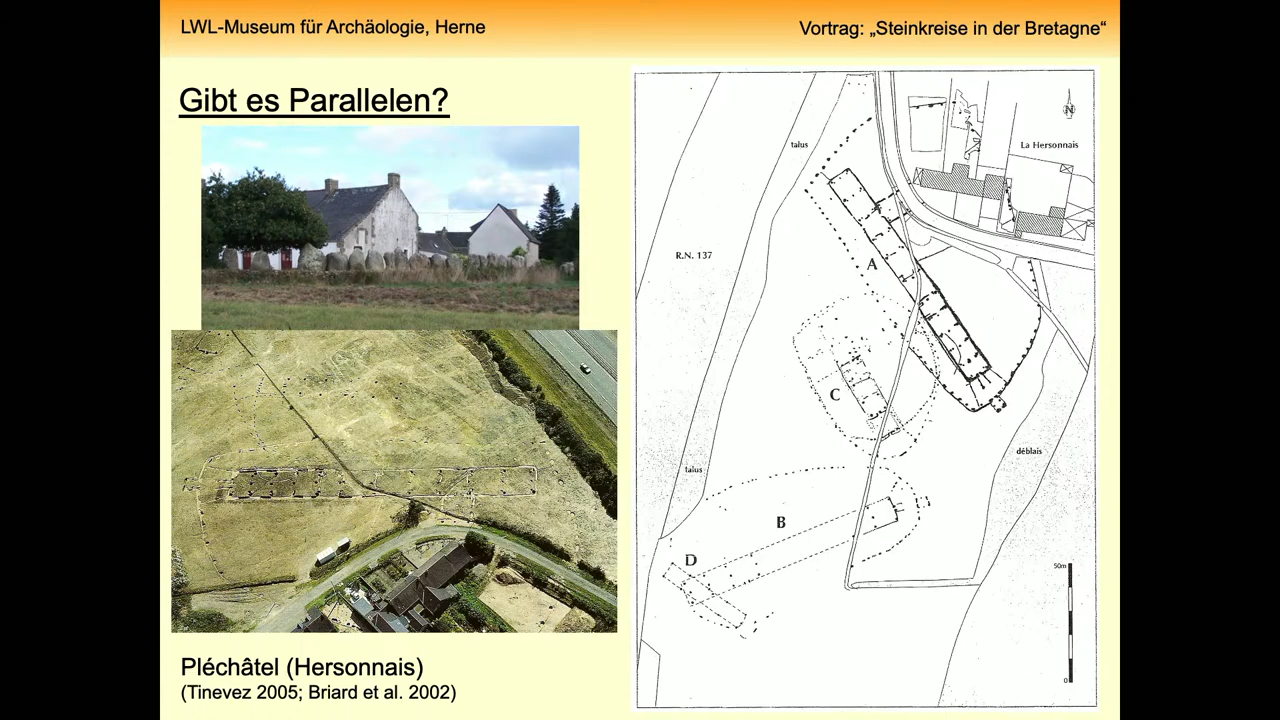 LWL-Museum für Archäologie, Herne
Vortrag: „Steinkreise in der Bretagne“
Gibt es Parallelen?
talus
La Hersonnais
N
R.N. 137
A
C
talus
déblais
B
D
50m
0
Pléchâtel (Hersonnais)
(Tinevez 2005; Briard et al. 2002)